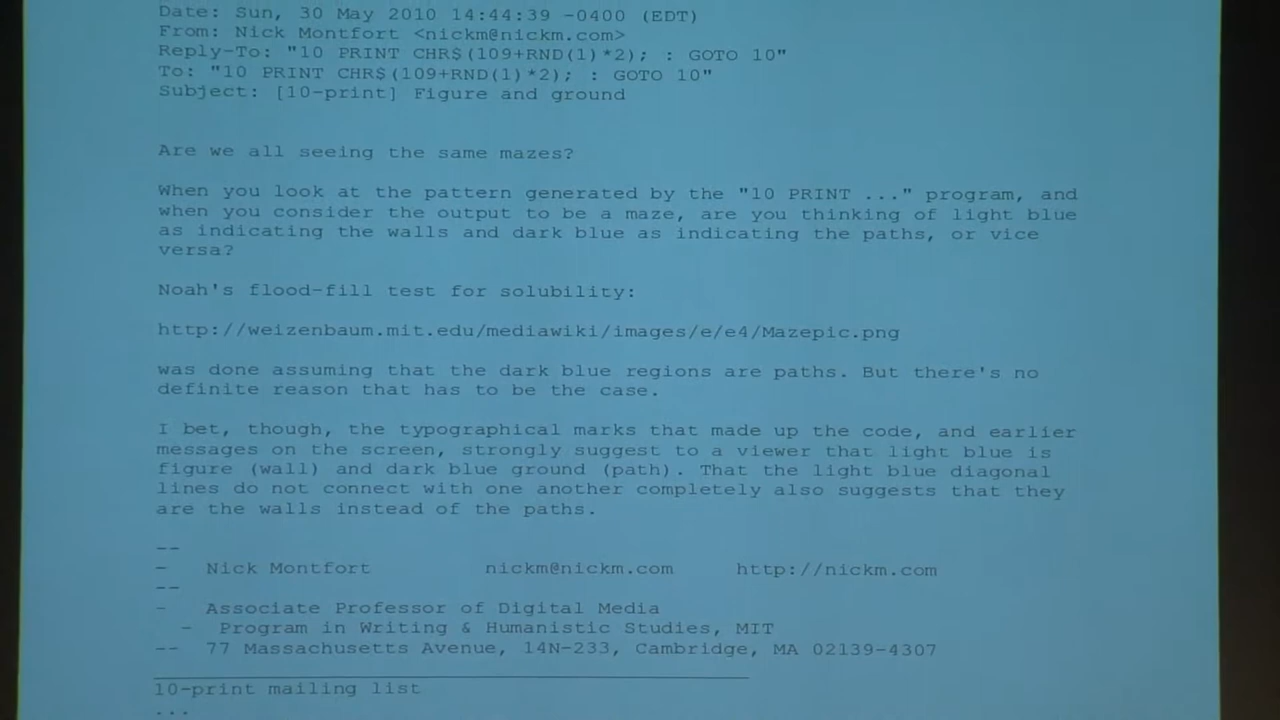 Date: Sun, 30 May 2010 14:44:39 -0400 (EDT)
From: Nick Montfort <nickm@nickm.com>
Reply-To: "10 PRINT CHR$(109+RND(1)*2); : GOTO 10"
To: "10 PRINT CHR$(109+RND(1)*2); : GOTO 10"
Subject: [10-print] Figure and ground
Are we all seeing the same mazes?
When you look at the pattern generated by the "10 PRINT ..." program, and
when you consider the output to be a maze, are you thinking of light blue
as indicating the walls and dark blue as indicating the paths, or vice
versa?
Noah's flood-fill test for solubility:
http://weizenbaum.mit.edu/mediawiki/images/e/e4/Mazepic.png
was done assuming that the dark blue regions are paths. But there's no
definite reason that has to be the case.
I bet, though, the typographical marks that made up the code, and earlier
messages on the screen, strongly suggest to a viewer that light blue is
figure (wall) and dark blue ground (path). That the light blue diagonal
lines do not connect with one another completely also suggests that they
are the walls instead of the paths.
--
- Nick Montfort nickm@nickm.com http://nickm.com
--
- Associate Professor of Digital Media
- Program in Writing & Humanistic Studies, MIT
-- 77 Massachusetts Avenue, 14N-233, Cambridge, MA 02139-4307
10-print mailing list
...